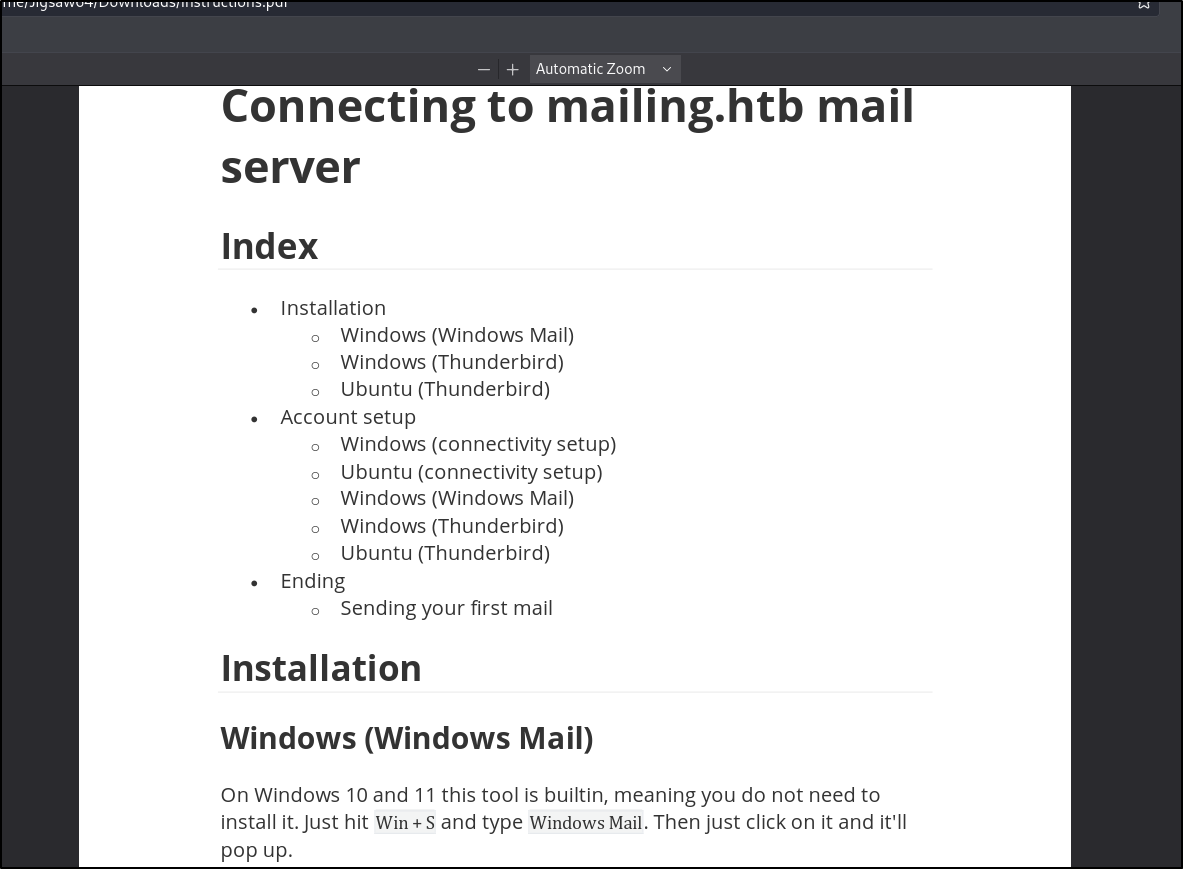 me/Jigsaw64/Downloads/instructions.pdf
Automatic Zoom
Connecting to mailing.htb mail
server
Index
Installation
Windows (Windows Mail)
Windows (Thunderbird)
Ubuntu (Thunderbird)
Account setup
Windows (connectivity setup)
Ubuntu (connectivity setup)
Windows (Windows Mail)
Windows (Thunderbird)
Ubuntu (Thunderbird)
Ending
Sending your first mail
Installation
Windows (Windows Mail)
On Windows 10 and 11 this tool is builtin, meaning you do not need to
install it. Just hit Win + S and type Windows Mail. Then just click on it and it'll
pop up.